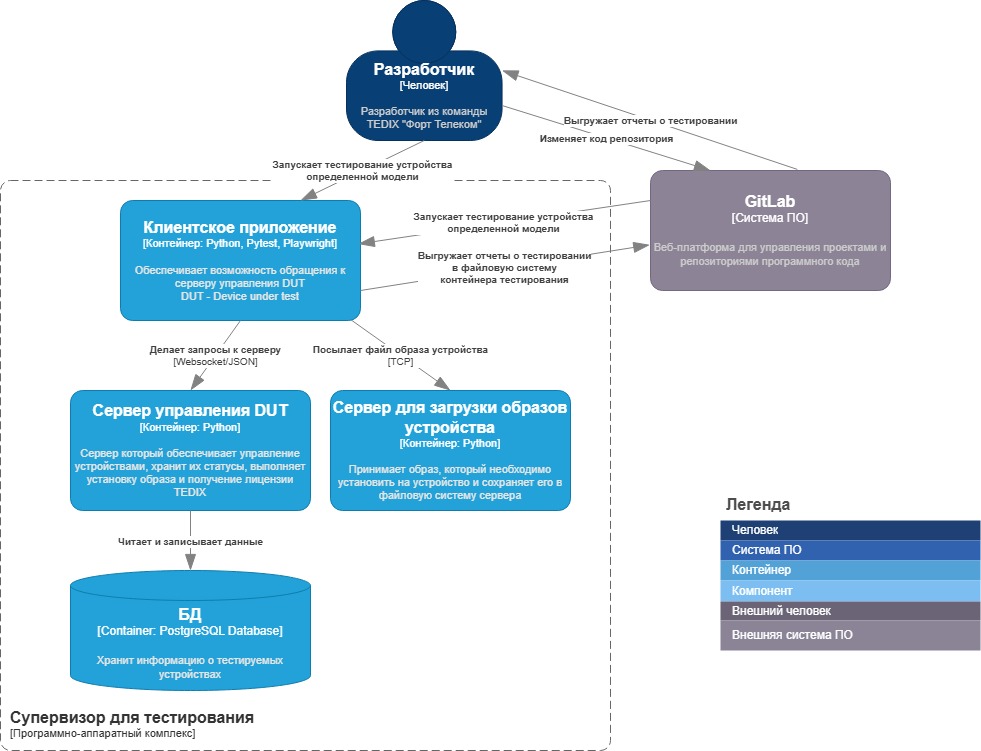 Разработчик
[Человек]
Разработчик из команды
TEDIX "Форт Телеком"
Выгружает отчеты о тестировании
Изменяет код репозитория
Запускает тестирование устройства
определенной модели
GitLab
[Система ПО]
Веб-платформа для управления проектами и
репозиториями программного кода
Клиентское приложение
[Контейнер: Python, Pytest, Playwright]
Обеспечивает возможность обращения к
серверу управления DUT
DUT - Device under test
Запускает тестирование устройства
определенной модели
Выгружает отчеты о тестировании
в файловую систему
контейнера тестирования
Делает запросы к серверу
[Websocket/JSON]
Посылает файл образа устройства
[TCP]
Сервер управления DUT
[Контейнер: Python]
Сервер который обеспечивает управление
устройствами, хранит их статусы, выполняет
установку образа и получение лицензии
TEDIX
Сервер для загрузки образов
устройства
[Контейнер: Python]
Принимает образ, который необходимо
установить на устройство и сохраняет его в
файловую систему сервера
Читает и записывает данные
БД
[Container: PostgreSQL Database]
Хранит информацию о тестируемых
устройствах
Супервизор для тестирования
[Программно-аппаратный комплекс]
Легенда
Человек
Система ПО
Контейнер
Компонент
Внешний человек
Внешняя система ПО